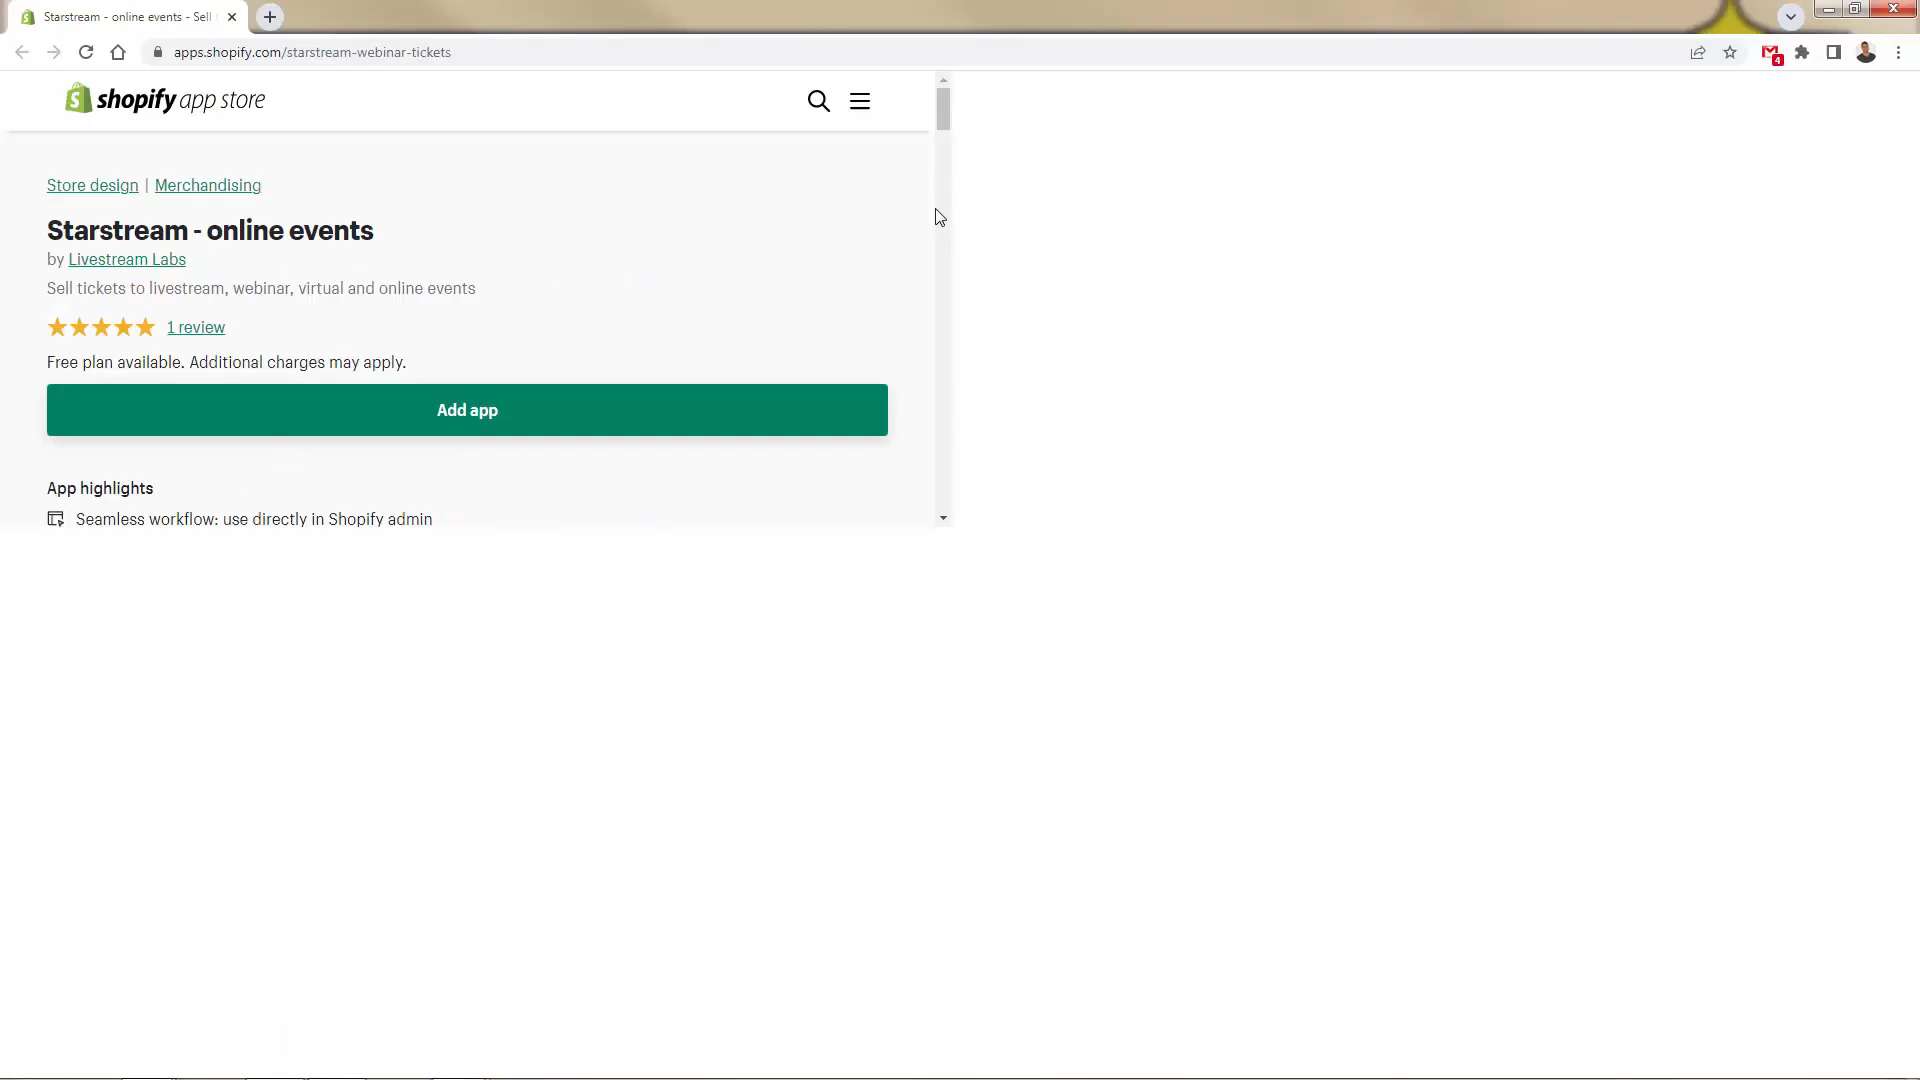 Starstream - online events - Sell
apps.shopify.com/starstream-webinar-tickets
4
shopify app store
Store design | Merchandising
Starstream - online events
by Livestream Labs
Sell tickets to livestream, webinar, virtual and online events
1 review
Free plan available. Additional charges may apply.
Add app
App highlights
Seamless workflow: use directly in Shopify admin